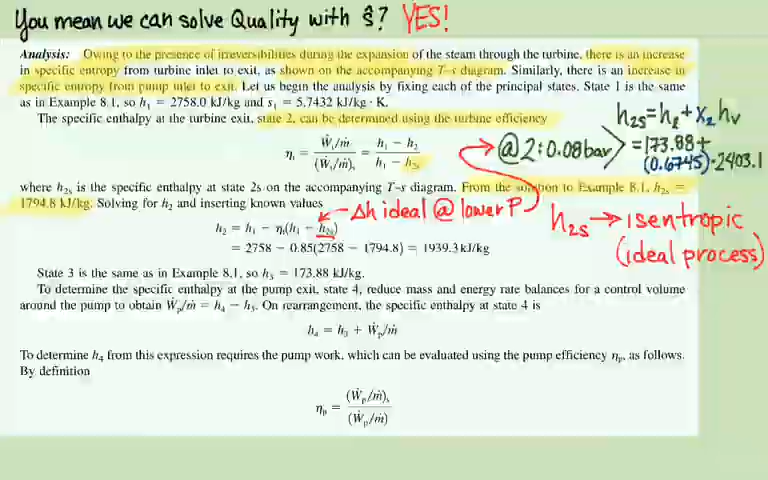 You mean we can solve Quality with ŝ? YES!
Analysis: Owing to the presence of irreversibilities during the expansion of the steam through the turbine, there is an increase
in specific entropy from turbine inlet to exit, as shown on the accompanying T–s diagram. Similarly, there is an increase in
specific entropy from pump inlet to exit. Let us begin the analysis by fixing each of the principal states. State 1 is the same
as in Example 8.1, so h₁ = 2758.0 kJ/kg and s₁ = 5.7432 kJ/kg · K.
The specific enthalpy at the turbine exit, state 2, can be determined using the turbine efficiency
ηₜ = (Ẇₜ/ṁ) / (Ẇₜ/ṁ)ₛ = (h₁ − h₂) / (h₁ − h₂ₛ)
@2:0.08bar
h₂ₛ=hℓ+x₂hᵥ
=173.88+
(0.6745)·2403.1
where h₂ₛ is the specific enthalpy at state 2s on the accompanying T–s diagram. From the solution to Example 8.1, h₂ₛ =
1794.8 kJ/kg. Solving for h₂ and inserting known values
Δh ideal @ lower P
h₂ = h₁ − ηₜ(h₁ − h₂ₛ)
= 2758 − 0.85(2758 − 1794.8) = 1939.3 kJ/kg
h₂ₛ → isentropic
(ideal process)
State 3 is the same as in Example 8.1, so h₃ = 173.88 kJ/kg.
To determine the specific enthalpy at the pump exit, state 4, reduce mass and energy rate balances for a control volume
around the pump to obtain Ẇₚ/ṁ = h₄ − h₃. On rearrangement, the specific enthalpy at state 4 is
h₄ = h₃ + Ẇₚ/ṁ
To determine h₄ from this expression requires the pump work, which can be evaluated using the pump efficiency ηₚ, as follows.
By definition
ηₚ = (Ẇₚ/ṁ)ₛ / (Ẇₚ/ṁ)